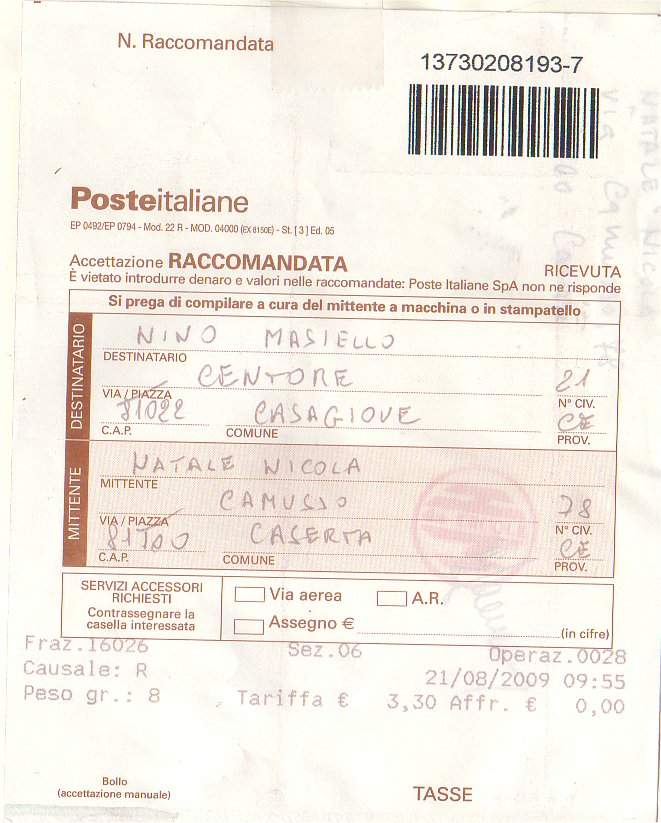 N. Raccomandata
13730208193-7
Posteitaliane
EP 0492/EP 0794 - Mod. 22 R - MOD. 04000 (EX 8150E) - St. [ 3 ] Ed. 05
Accettazione RACCOMANDATA
RICEVUTA
È vietato introdurre denaro e valori nelle raccomandate: Poste Italiane SpA non ne risponde
Si prega di compilare a cura del mittente a macchina o in stampatello
DESTINATARIO
NINO MASIELLO
DESTINATARIO
CENTORE 21
VIA / PIAZZA N° CIV.
81022 CASAGIOVE CE
C.A.P. COMUNE PROV.
MITTENTE
NATALE NICOLA
MITTENTE
CAMUSSO 78
VIA / PIAZZA N° CIV.
81100 CASERTA CE
C.A.P. COMUNE PROV.
SERVIZI ACCESSORI
RICHIESTI
Contrassegnare la
casella interessata
Via aerea A.R.
Assegno € (in cifre)
Fraz.16026 Sez.06 Operaz.0028
Causale: R 21/08/2009 09:55
Peso gr.: 8 Tariffa € 3,30 Affr. € 0,00
Bollo
(accettazione manuale)
TASSE
NATALE NICOLA